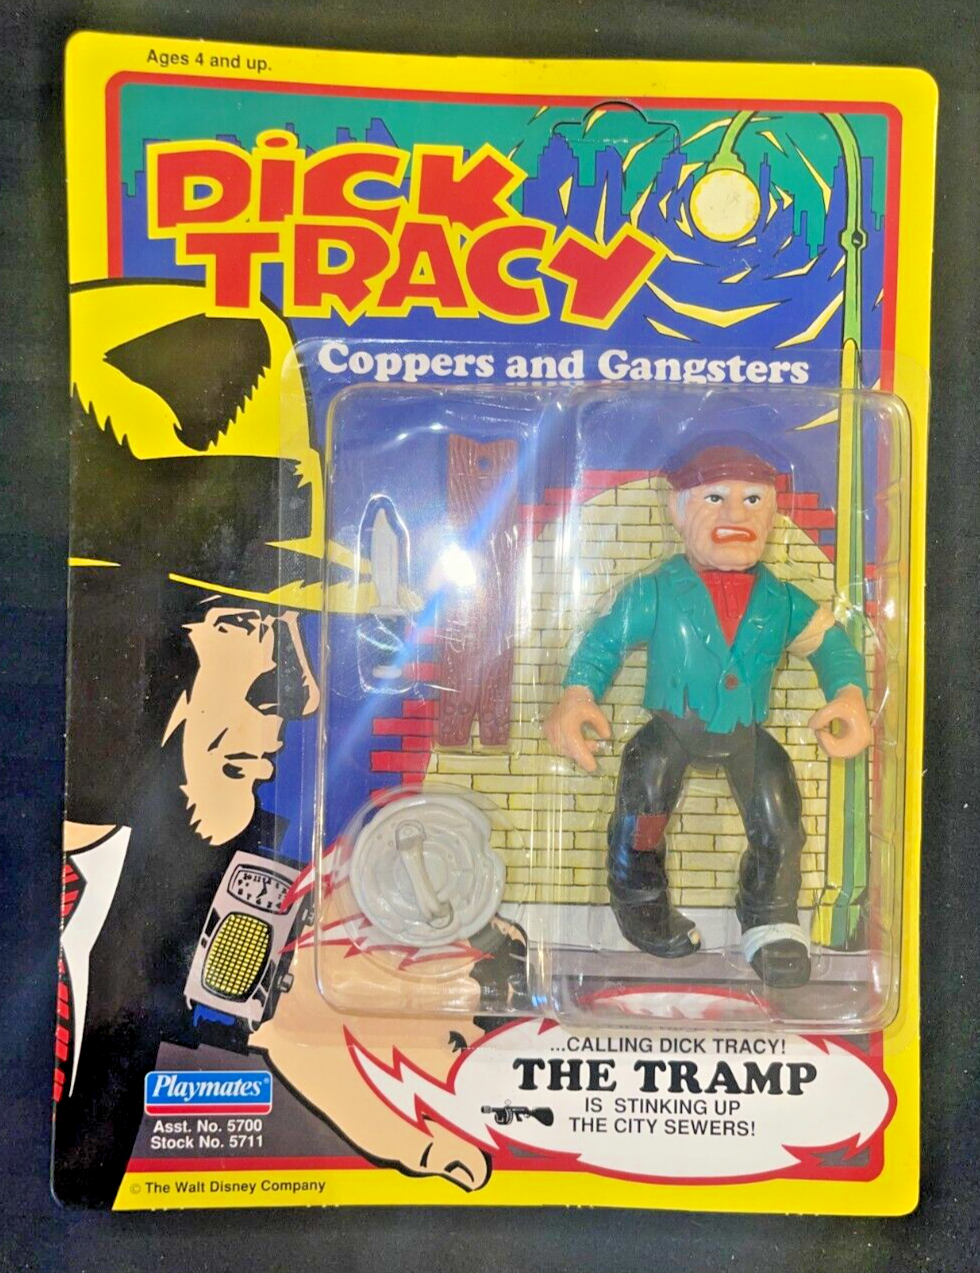 Ages 4 and up.
DiCK
TRACY
Coppers and Gangsters
...CALLING DICK TRACY!
THE TRAMP
IS STINKING UP
THE CITY SEWERS!
Playmates®
Asst. No. 5700
Stock No. 5711
© The Walt Disney Company